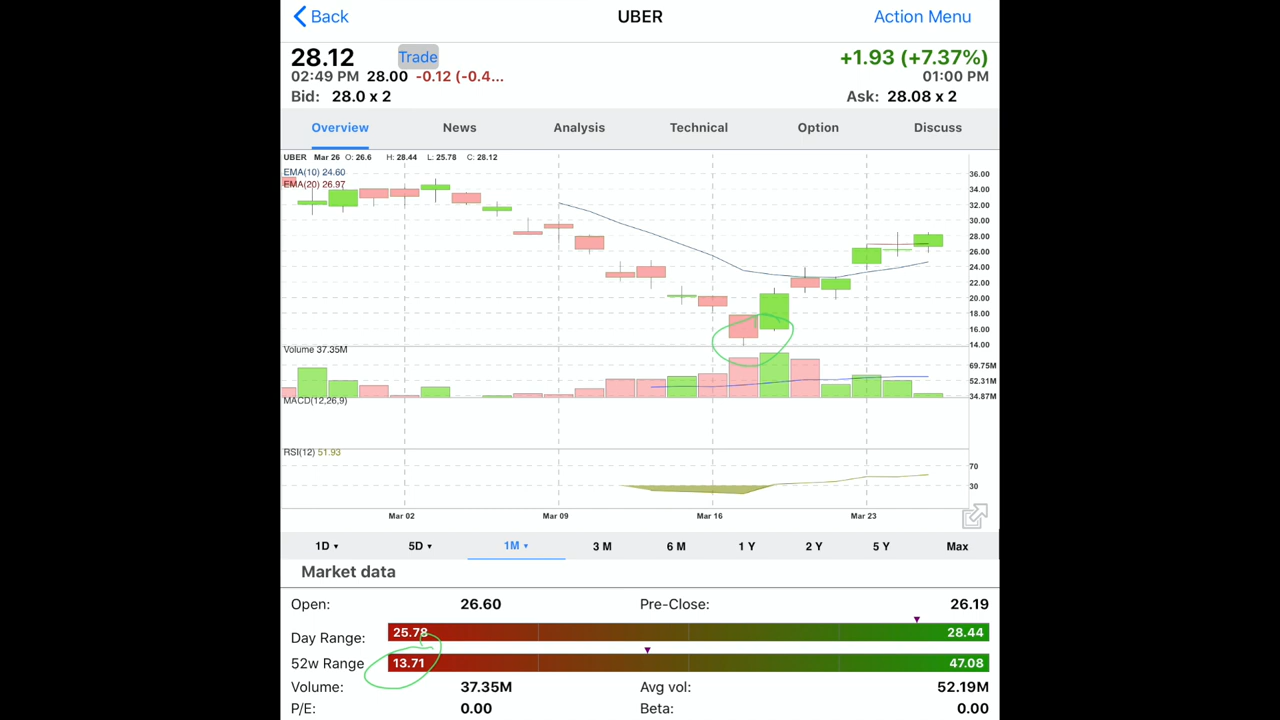 Back UBER Action Menu
28.12 Trade +1.93 (+7.37%)
02:49 PM 28.00 -0.12 (-0.4... 01:00 PM
Bid: 28.0 x 2 Ask: 28.08 x 2
Overview News Analysis Technical Option Discuss
UBER Mar 26 O: 26.6 H: 28.44 L: 25.78 C: 28.12
EMA(10) 24.60
EMA(20) 26.97
36.00
34.00
32.00
30.00
28.00
26.00
24.00
22.00
20.00
18.00
16.00
14.00
Volume 37.35M
69.75M
52.31M
34.87M
MACD(12,26,9)
RSI(12) 51.93
70
30
Mar 02 Mar 09 Mar 16 Mar 23
1D ▾ 5D ▾ 1M ▾ 3 M 6 M 1 Y 2 Y 5 Y Max
Market data
Open: 26.60 Pre-Close: 26.19
Day Range: 25.78 28.44
52w Range 13.71 47.08
Volume: 37.35M Avg vol: 52.19M
P/E: 0.00 Beta: 0.00